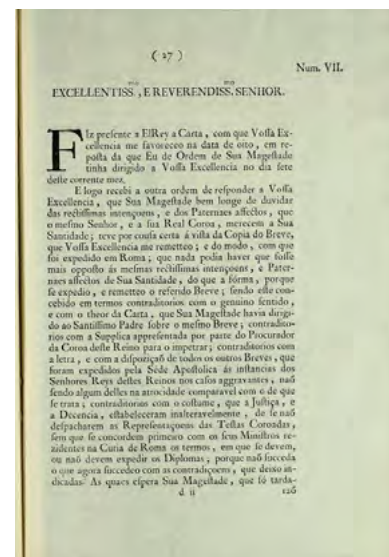 ( 27 )
Num. VII.
EXCELLENTISS.mo, E REVERENDISS.mo SENHOR.
FIz presente a ElRey a Carta, com que Vossa Ex-
cellencia me favoreceo na data de oito, em re-
posta da que Eu de Ordem de Sua Magestade
tinha dirigido a Vossa Excellencia no dia sete
deste corrente mez.
E logo recebi a outra ordem de responder a Vossa
Excellencia, que Sua Magestade bem longe de duvidar
das rectissimas intençoens, e dos Paternaes affectos, que
o mesmo Senhor, e a sua Real Coroa, merecem a Sua
Santidade; teve por cousa certa á vista da Copia do Breve,
que Vossa Excellencia me remetteo; e do modo, com que
foi expedido em Roma; que nada podia haver que fosse
mais opposto ás mesmas rectissimas intençoens, e Pater-
naes affectos de Sua Santidade, do que a fórma, porque
se expedio, e remetteo o referido Breve; sendo este con-
cebido em termos contraditorios com o genuino sentido,
e com o theor da Carta, que Sua Magestade havia dirigi-
do ao Santissimo Padre sobre o mesmo Breve; contradito-
rios com a Supplica appresentada por parte do Procurador
da Coroa deste Reino para o impetrar; contraditorios com
a letra, e com a dispoziçaõ de todos os outros Breves, que
foram expedidos pela Séde Apostolica ás instancias dos
Senhores Reys destes Reinos nos casos aggravantes, naõ
sendo algum delles na atrocidade comparavel com o de que
se trata; contraditorios com o costume, que a Justiça, e
a Decencia, estabeleceram inalteravelmente, de se naõ
despacharem as Representaçoens das Testas Coroadas,
sem que se concordem primeiro com os seus Ministros re-
zidentes na Curia de Roma os termos, em que se devem,
ou naõ devem expedir os Diplomas, porque naõ succeda
o que agora succedeo com as contradiçoens, que deixo in-
dicadas. As quaes espera Sua Magestade, que só tarda-
d ii
raõ